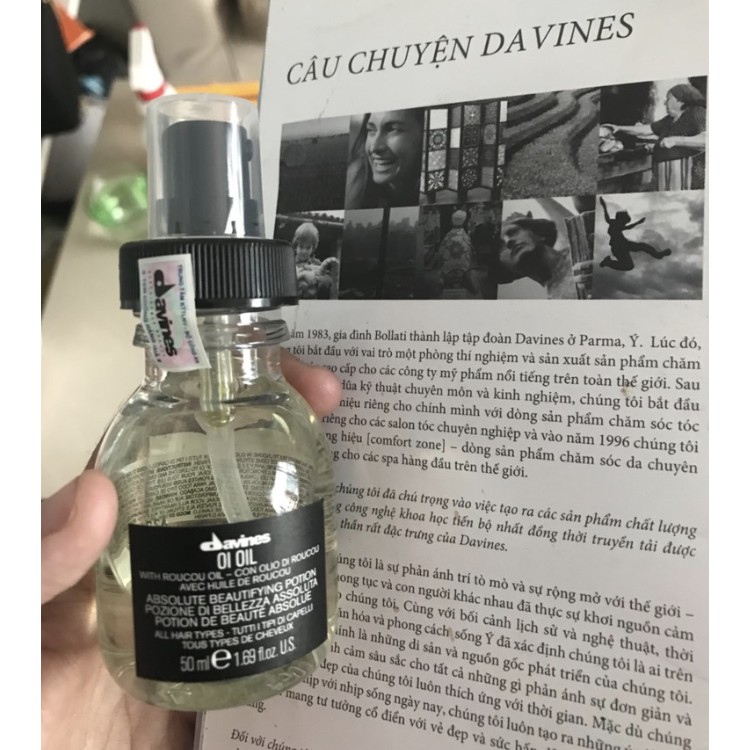 CÂU CHUYỆN DAVINES
1983, gia đình Bollati thành lập tập đoàn Davines ở Parma, Ý. Lúc đó,
tôi bắt đầu với vai trò một phòng thí nghiệm và sản xuất sản phẩm chăm
cao cấp cho các công ty mỹ phẩm nổi tiếng trên toàn thế giới. Sau
kỹ thuật chuyên môn và kinh nghiệm, chúng tôi bắt đầu
hiệu riêng cho chính mình với dòng sản phẩm chăm sóc tóc
riêng cho các salon tóc chuyên nghiệp và vào năm 1996 chúng tôi
hiệu [comfort zone] – dòng sản phẩm chăm sóc da chuyên
cho các spa hàng đầu trên thế giới.
chúng tôi đã chú trọng vào việc tạo ra các sản phẩm chất lượng
công nghệ khoa học tiến bộ nhất đồng thời truyền tải được
thần rất đặc trưng của Davines.
tôi là sự phản ánh trí tò mò và sự rộng mở với thế giới –
tục và con người khác nhau đã thực sự khơi nguồn cảm
chúng tôi. Cùng với bối cảnh lịch sử và nghệ thuật, thời
hóa và phong cách sống Ý đã xác định chúng tôi là ai trên
là những di sản và nguồn gốc phát triển của chúng tôi.
cảm sâu sắc cho tất cả những gì phản ánh sự đơn giản và
đẹp của chúng tôi luôn thích ứng với thời gian. Mặc dù chúng
với nhịp sống ngày nay, chúng tôi luôn tạo ra những
mang tư tưởng cổ điển với vẻ đẹp và sức
Đối với chúng
davines
davines
OI OIL
WITH ROUCOU OIL – CON OLIO DI ROUCOU
AVEC HUILE DE ROUCOU
ABSOLUTE BEAUTIFYING POTION
POZIONE DI BELLEZZA ASSOLUTA
POTION DE BEAUTÉ ABSOLUE
ALL HAIR TYPES - TUTTI I TIPI DI CAPELLI
TOUS TYPES DE CHEVEUX
50 ml ℮ 1.69 fl.oz. U.S.